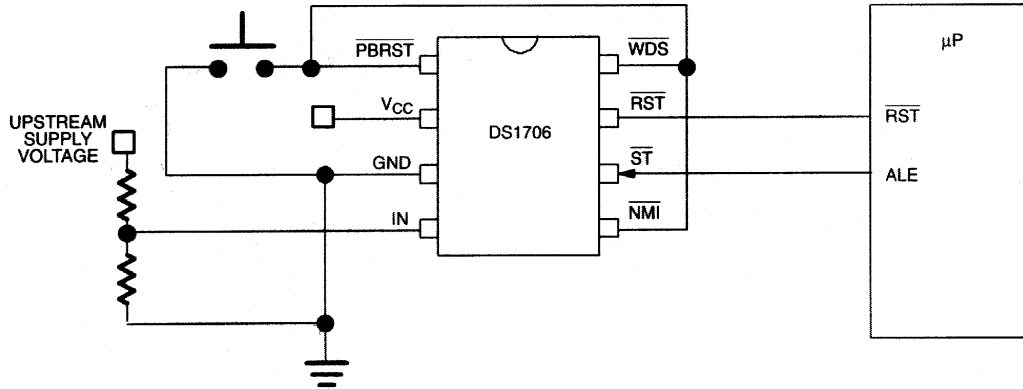 μP
PBRST
WDS
VCC
RST
RST
UPSTREAM
SUPPLY
VOLTAGE
DS1706
GND
ST
ALE
IN
NMI